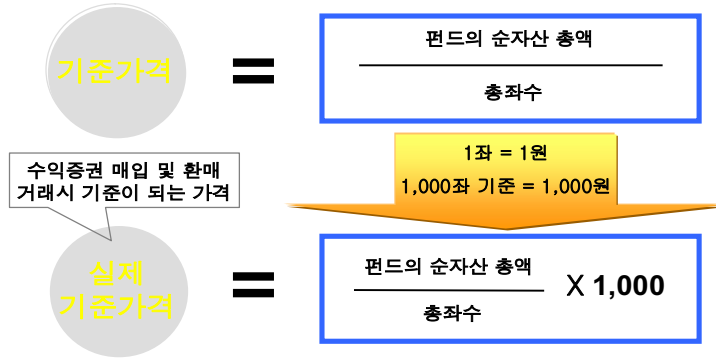 기준가격
=
펀드의 순자산 총액
총좌수
수익증권 매입 및 환매
거래시 기준이 되는 가격
1좌 = 1원
1,000좌 기준 = 1,000원
실제
기준가격
=
펀드의 순자산 총액
총좌수
X 1,000